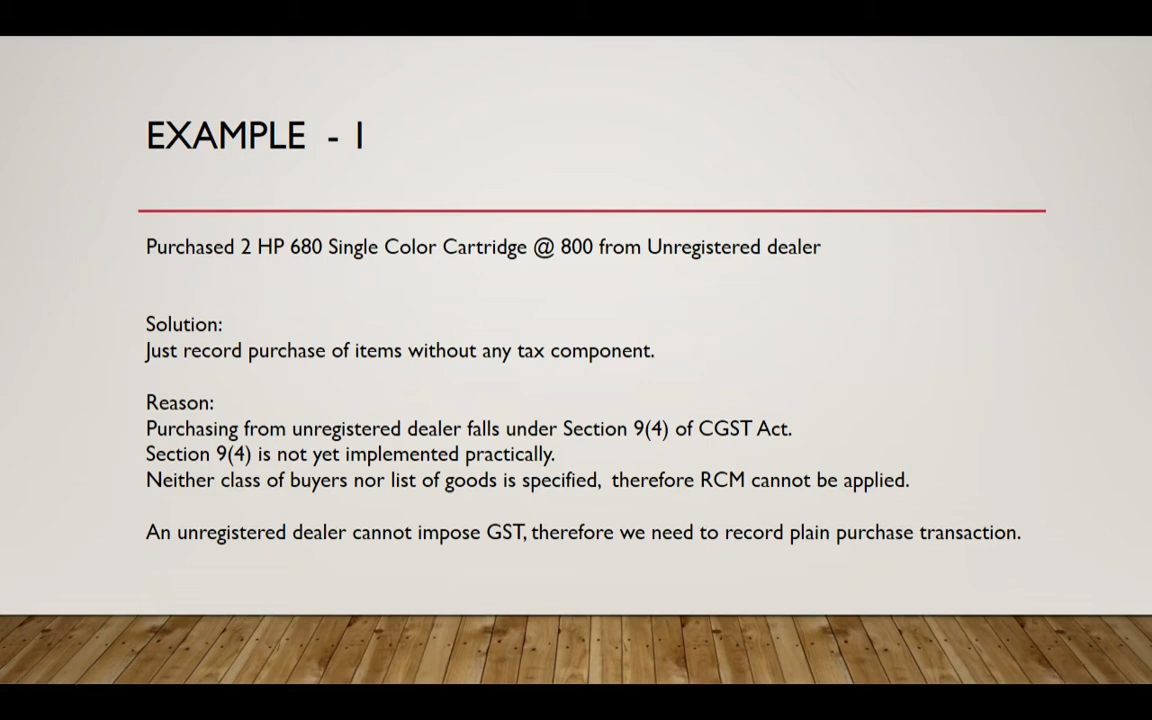 EXAMPLE - I
Purchased 2 HP 680 Single Color Cartridge @ 800 from Unregistered dealer
Solution:
Just record purchase of items without any tax component.
Reason:
Purchasing from unregistered dealer falls under Section 9(4) of CGST Act.
Section 9(4) is not yet implemented practically.
Neither class of buyers nor list of goods is specified, therefore RCM cannot be applied.
An unregistered dealer cannot impose GST, therefore we need to record plain purchase transaction.